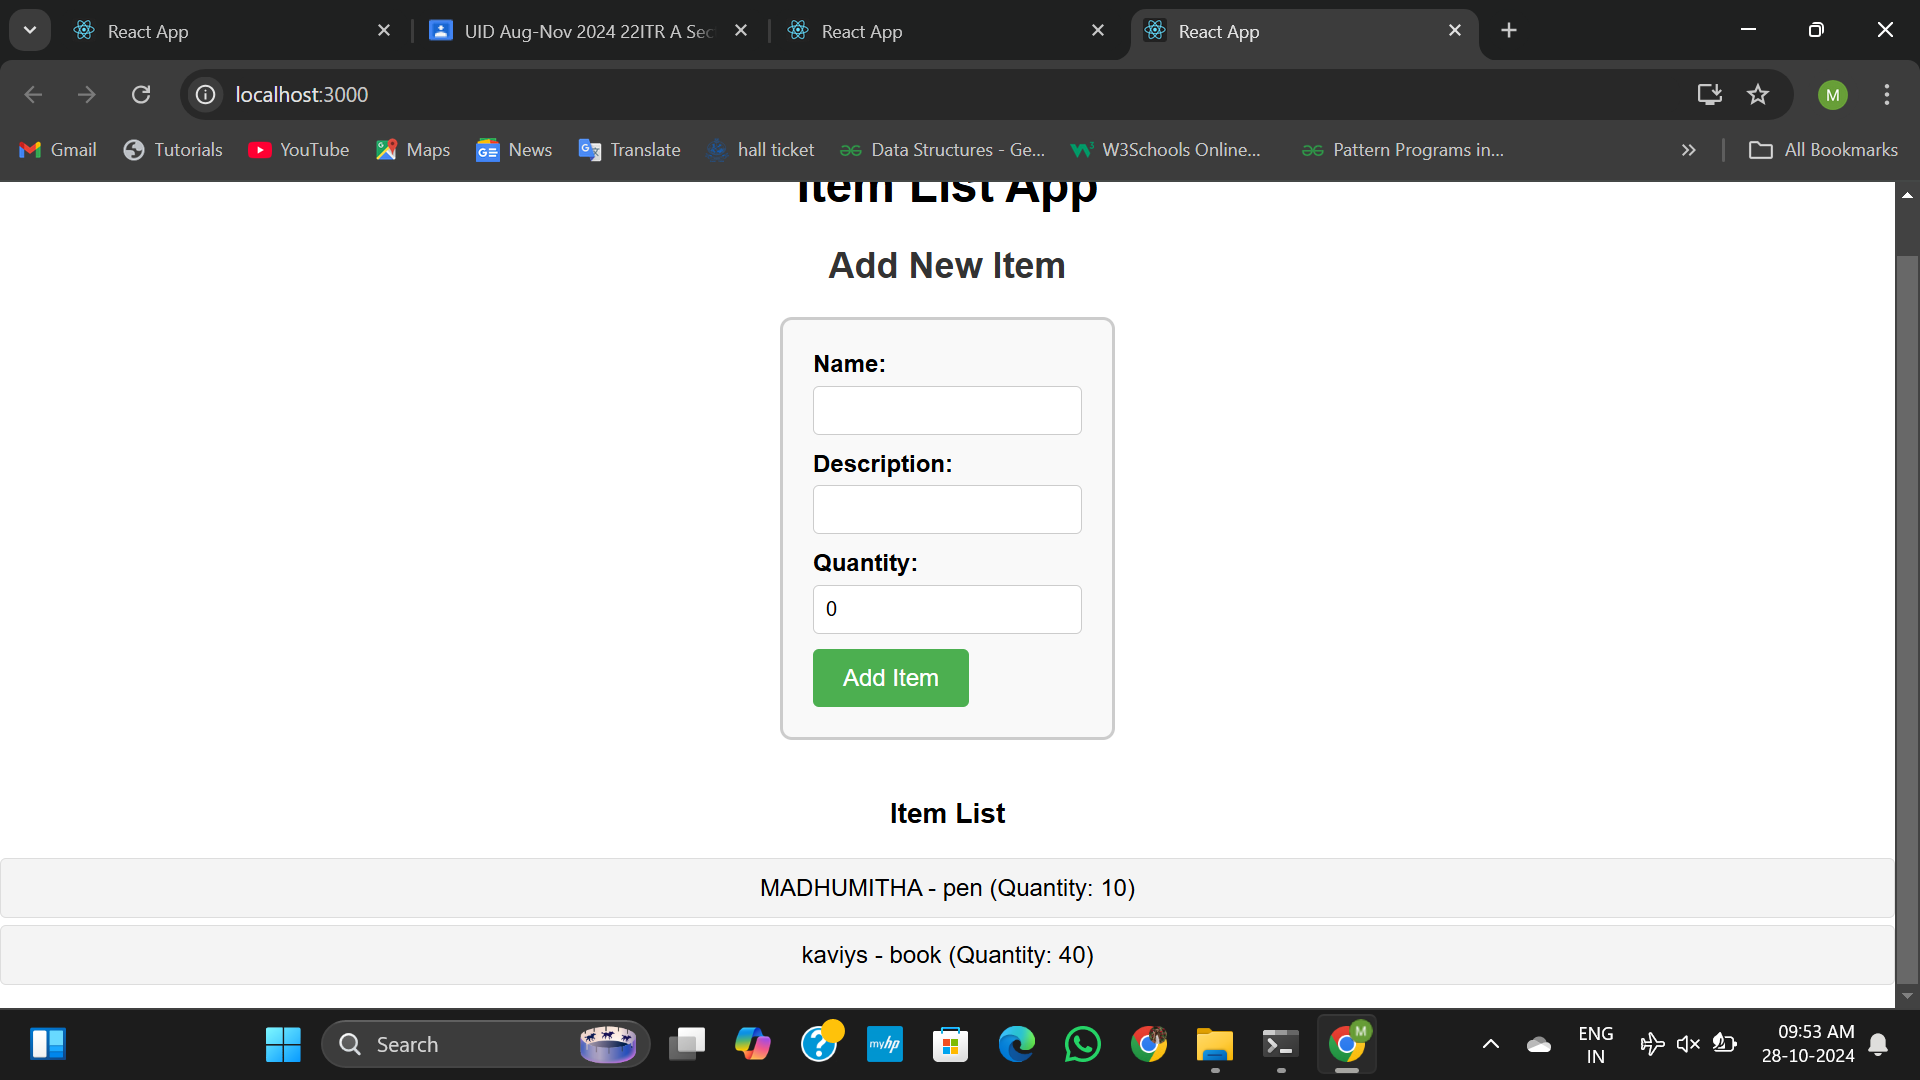 React App
UID Aug-Nov 2024 22ITR A Sec
React App
React App
localhost:3000
M
Gmail
Tutorials
YouTube
Maps
News
Translate
hall ticket
Data Structures - Ge...
W3Schools Online...
Pattern Programs in...
All Bookmarks
Item List App
Add New Item
Name:
Description:
Quantity:
0
Add Item
Item List
MADHUMITHA - pen (Quantity: 10)
kaviys - book (Quantity: 40)
Search
myhp
M
ENG
IN
09:53 AM
28-10-2024